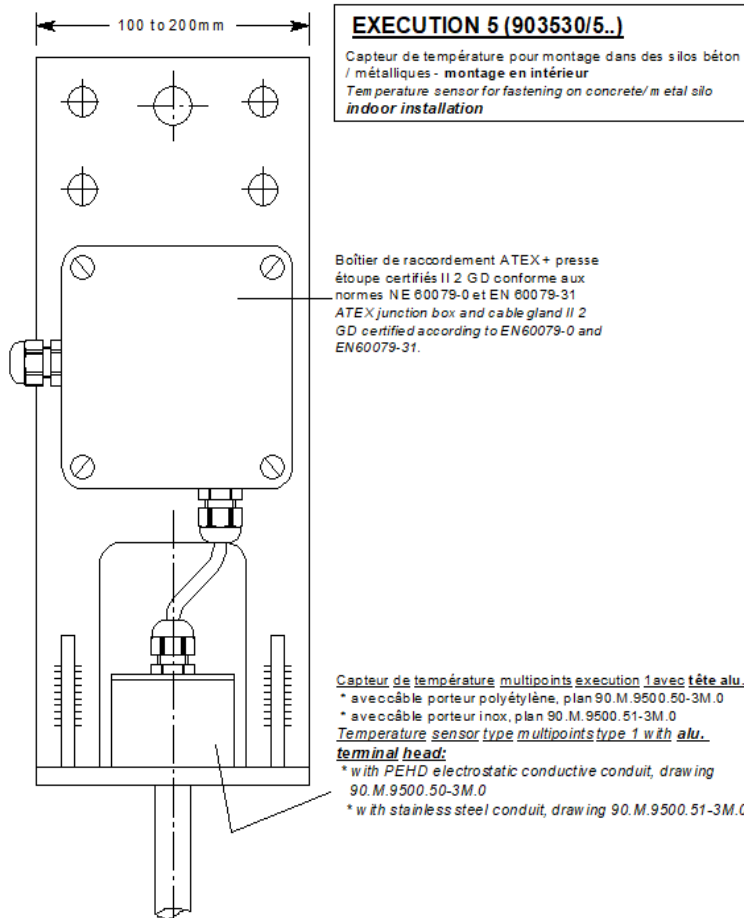 100 to 200mm
EXECUTION 5 (903530/5..)
Capteur de température pour montage dans des silos béton
/ métalliques - montage en intérieur
Temperature sensor for fastening on concrete/ metal silo
indoor installation
Boîtier de raccordement ATEX + presse
étoupe certifiés II 2 GD conforme aux
normes NE 60079-0 et EN 60079-31
ATEX junction box and cable gland II 2
GD certified according to EN60079-0 and
EN60079-31.
Capteur de température multipoints execution 1 avec tête alu.
* avec câble porteur polyétylène, plan 90.M.9500.50-3M.0
* avec câble porteur inox, plan 90.M.9500.51-3M.0
Temperature sensor type multipoints type 1 with alu.
terminal head:
* with PEHD electrostatic conductive conduit, drawing
90.M.9500.50-3M.0
* with stainless steel conduit, drawing 90.M.9500.51-3M.0